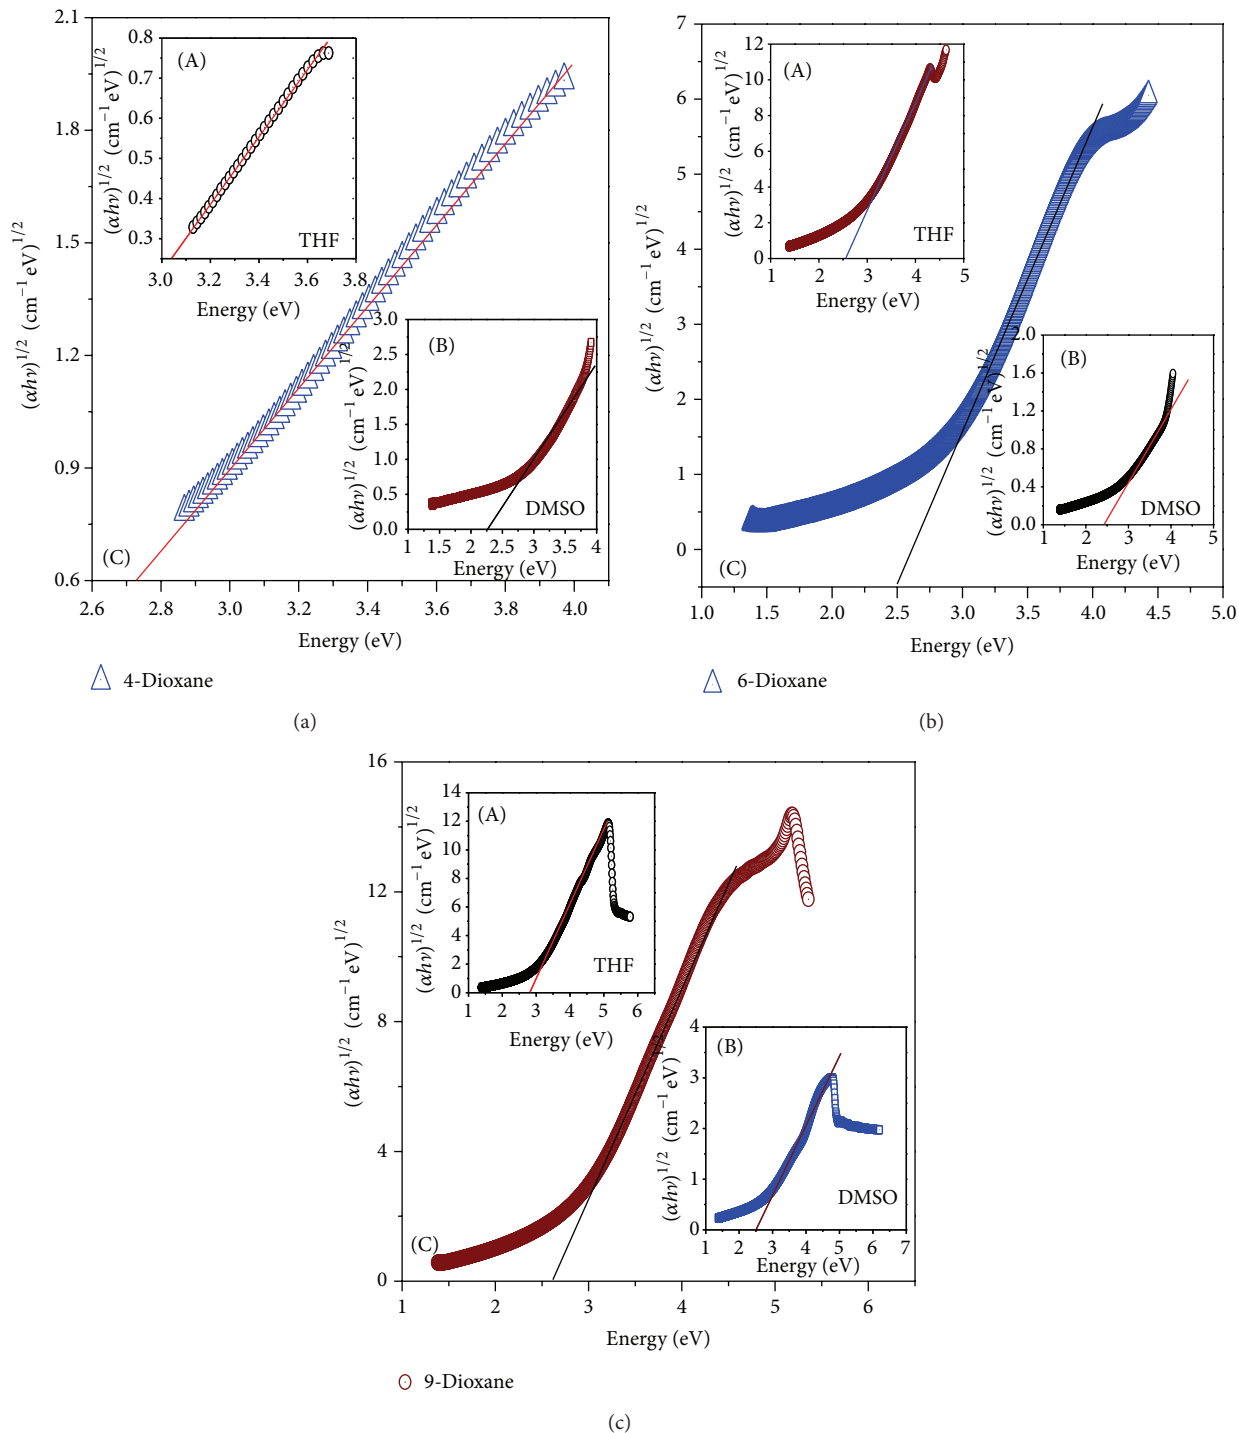 2.1
1.8
1.5
1.2
0.9
0.6
(αhν)^1/2 (cm^−1 eV)^1/2
2.6 2.8 3.0 3.2 3.4 3.6 3.8 4.0
Energy (eV)
(C)
(A)
0.8
0.7
0.6
0.5
0.4
0.3
(αhν)^1/2 (cm^−1 eV)^1/2
THF
3.0 3.2 3.4 3.6 3.8
Energy (eV)
(B)
3.0
2.5
2.0
1.5
1.0
0.5
0.0
(αhν)^1/2 (cm^−1 eV)^1/2
DMSO
1 1.5 2 2.5 3 3.5 4
Energy (eV)
4-Dioxane
(a)
7
6
5
4
3
2
1
0
(αhν)^1/2 (cm^−1 eV)^1/2
1.0 1.5 2.0 2.5 3.0 3.5 4.0 4.5 5.0
Energy (eV)
(C)
(A)
12
10
8
6
4
2
0
(αhν)^1/2 (cm^−1 eV)^1/2
THF
1 2 3 4 5
Energy (eV)
(B)
2.0
1.6
1.2
0.8
0.4
0.0
(αhν)^1/2 (cm^−1 eV)^1/2
DMSO
1 2 3 4 5
Energy (eV)
6-Dioxane
(b)
16
12
8
4
0
(αhν)^1/2 (cm^−1 eV)^1/2
1 2 3 4 5 6
Energy (eV)
(C)
(A)
14
12
10
8
6
4
2
0
(αhν)^1/2 (cm^−1 eV)^1/2
THF
1 2 3 4 5 6
Energy (eV)
(B)
4
3
2
1
0
(αhν)^1/2 (cm^−1 eV)
DMSO
1 2 3 4 5 6 7
Energy (eV)
9-Dioxane
(c)